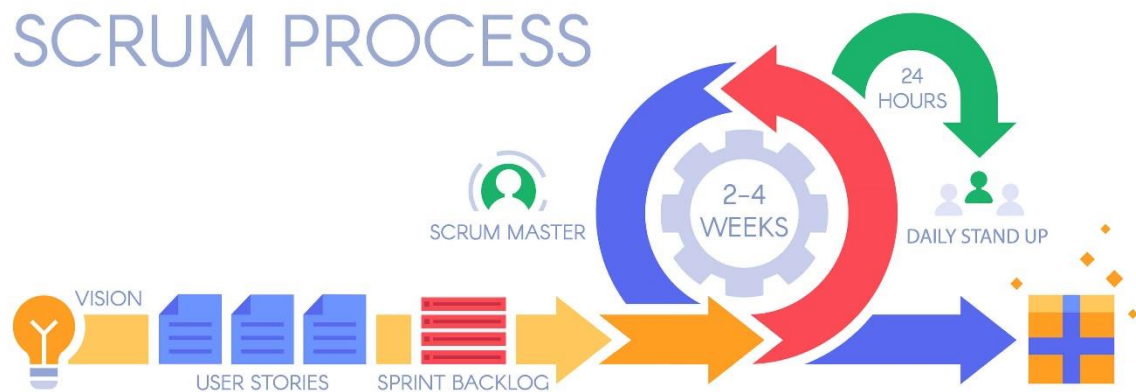 SCRUM PROCESS
24
HOURS
2-4
WEEKS
SCRUM MASTER
DAILY STAND UP
VISION
USER STORIES
SPRINT BACKLOG